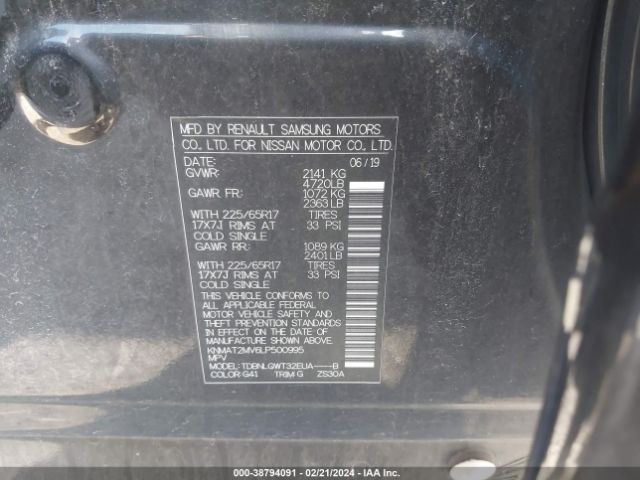 MFD BY RENAULT SAMSUNG MOTORS
CO., LTD. FOR NISSAN MOTOR CO., LTD.
DATE: 06/19
GVWR: 2141 KG
4720LB
GAWR FR: 1072 KG
2363LB
WITH 225/65R17 TIRES
17X7J RIMS AT 33 PSI
COLD SINGLE
GAWR RR: 1089 KG
2401LB
WITH 225/65R17 TIRES
17X7J RIMS AT 33 PSI
COLD SINGLE
THIS VEHICLE CONFORMS TO
ALL APPLICABLE FEDERAL
MOTOR VEHICLE SAFETY AND
THEFT PREVENTION STANDARDS
IN EFFECT ON THE DATE OF
MANUFACTURE SHOWN ABOVE.
KNMAT2MV6LP500995
MPV
MODEL: TDBNLGWT32EUA----B
COLOR: G41 TRIM: G ZS30A
000-38794091 - 02/21/2024 - IAA Inc.